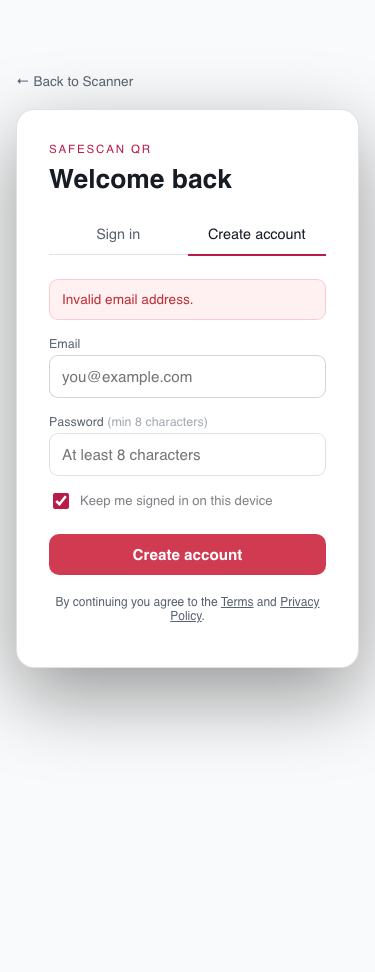 ← Back to Scanner
SAFESCAN QR
Welcome back
Sign in
Create account
Invalid email address.
Email
you@example.com
Password (min 8 characters)
At least 8 characters
Keep me signed in on this device
Create account
By continuing you agree to the Terms and Privacy
Policy.